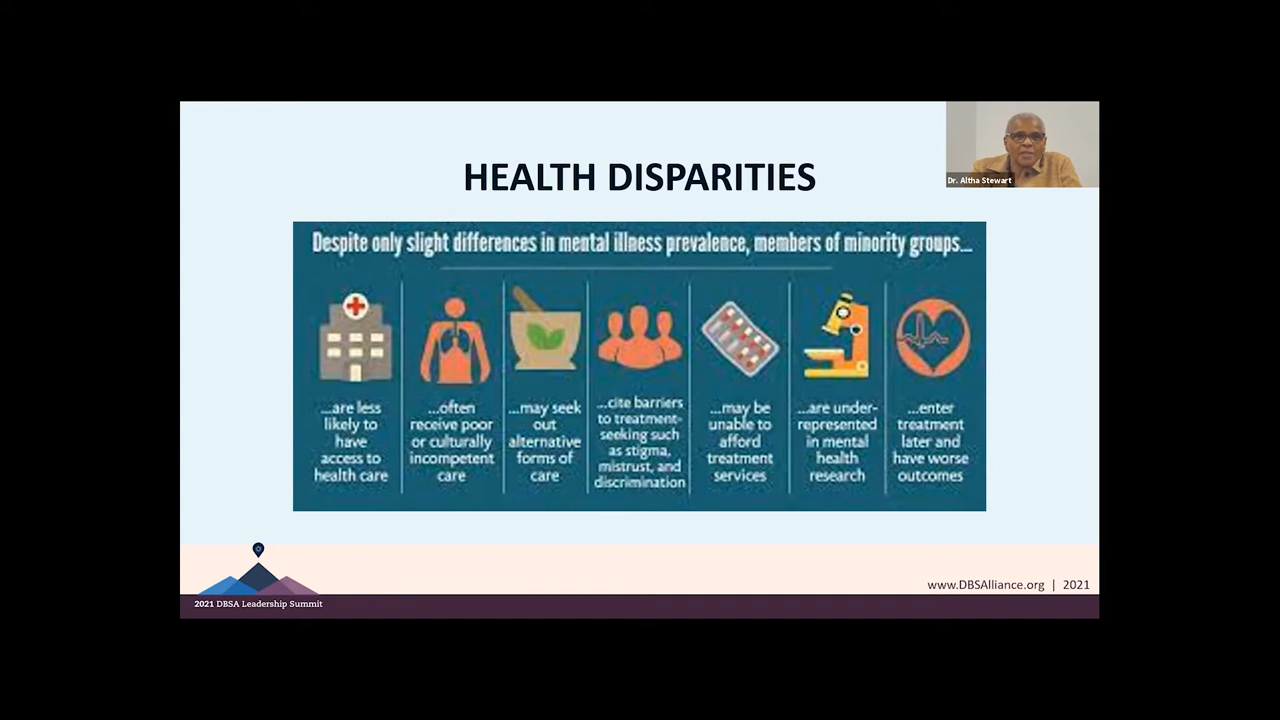 Dr. Altha Stewart
HEALTH DISPARITIES
Despite only slight differences in mental illness prevalence, members of minority groups...
...are less
likely to
have
access to
health care
...often
receive poor
or culturally
incompetent
care
...may seek
out
alternative
forms of
care
...cite barriers
to treatment-
seeking such
as stigma,
mistrust, and
discrimination
...may be
unable to
afford
treatment
services
...are under-
represented
in mental
health
research
...enter
treatment
later and
have worse
outcomes
www.DBSAlliance.org | 2021
2021 DBSA Leadership Summit